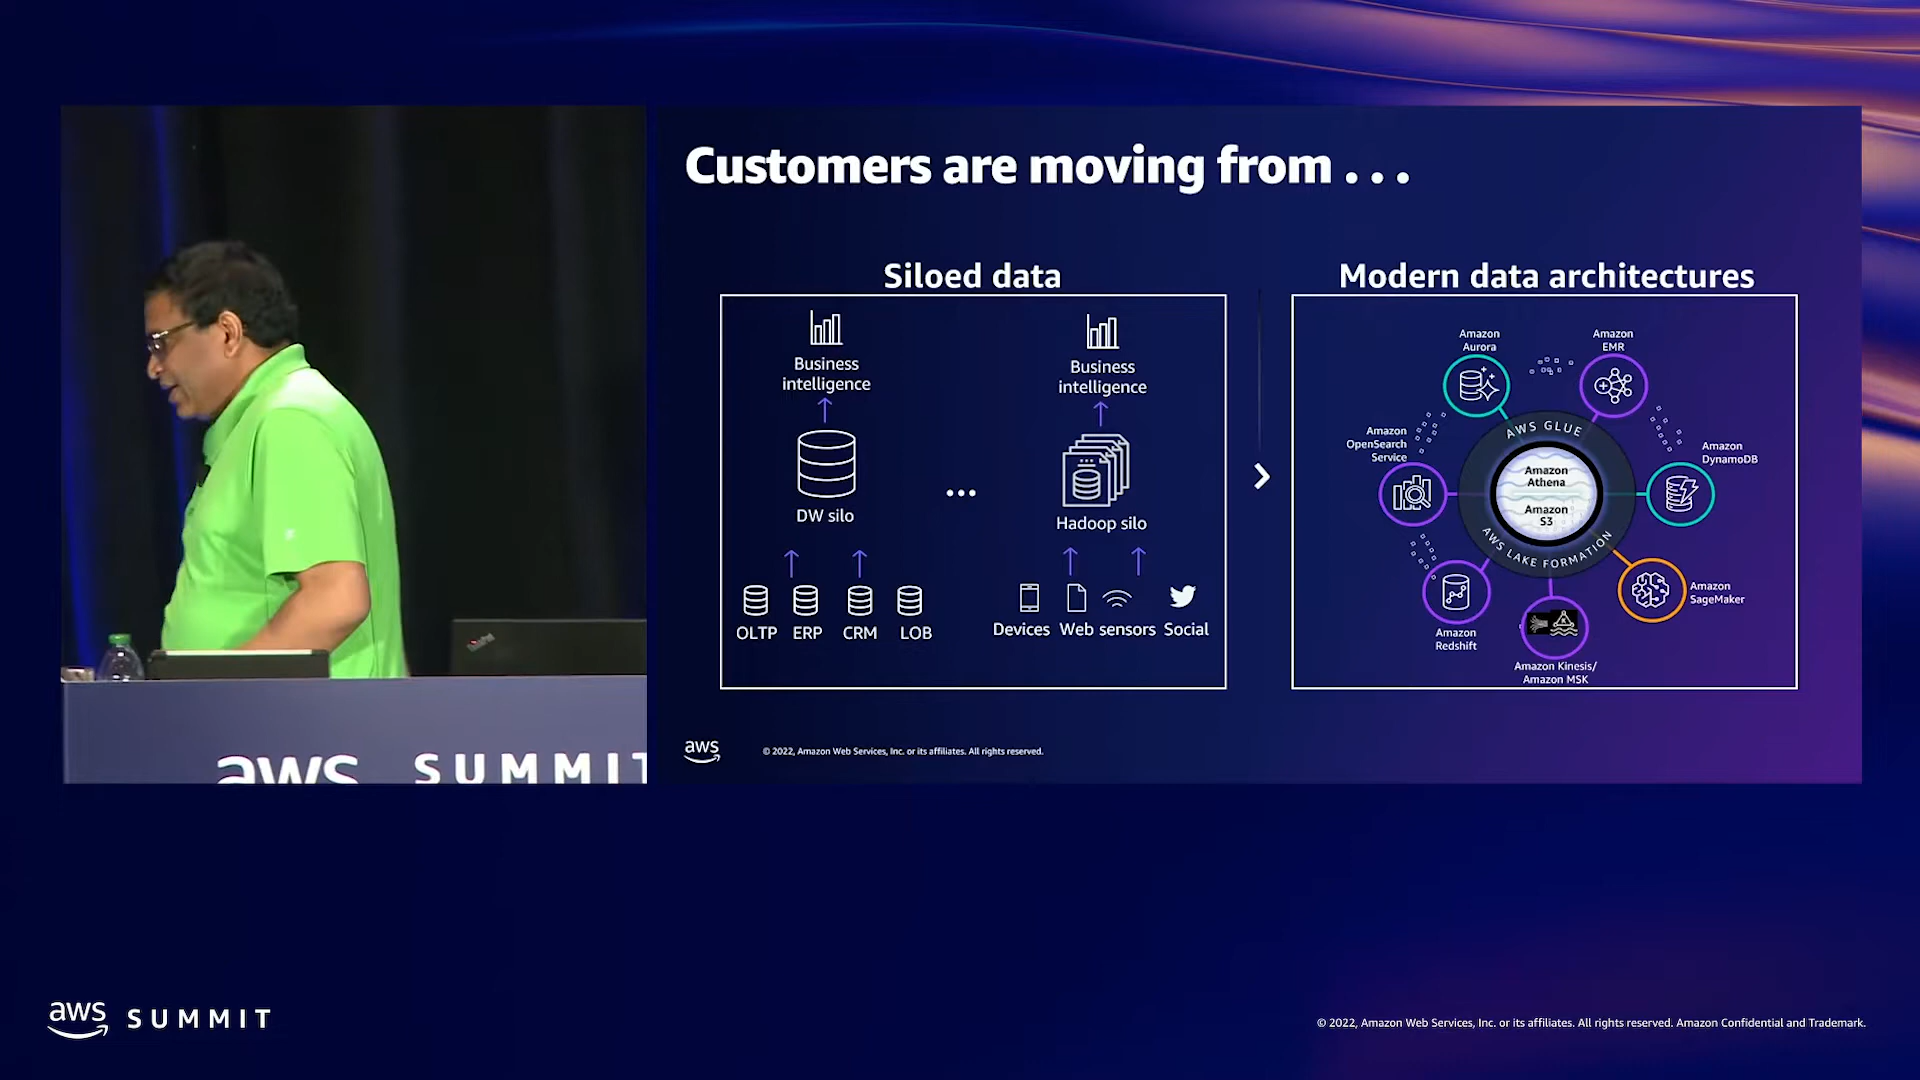 Customers are moving from . . .
Siloed data
Business
intelligence
DW silo
OLTP ERP CRM LOB
...
Business
intelligence
Hadoop silo
Devices Web sensors Social
Modern data architectures
Amazon
Aurora
Amazon
EMR
Amazon
OpenSearch
Service
Amazon
DynamoDB
AWS GLUE
Amazon
Athena
Amazon
S3
AWS LAKE FORMATION
Amazon
Redshift
Amazon
SageMaker
Amazon Kinesis/
Amazon MSK
aws
© 2022, Amazon Web Services, Inc. or its affiliates. All rights reserved.
aws SUMMIT
aws SUMMIT
© 2022, Amazon Web Services, Inc. or its affiliates. All rights reserved. Amazon Confidential and Trademark.